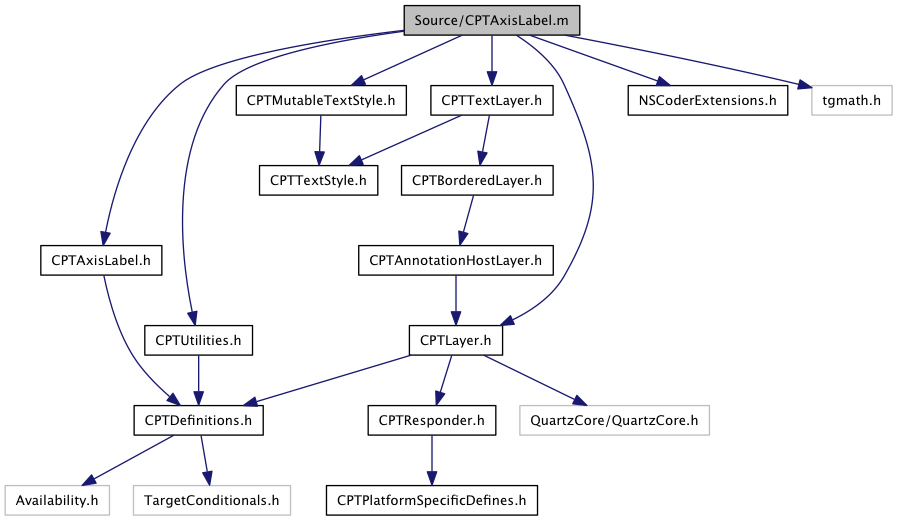 Source/CPTAxisLabel.m
CPTMutableTextStyle.h
CPTTextLayer.h
NSCoderExtensions.h
tgmath.h
CPTTextStyle.h
CPTBorderedLayer.h
CPTAxisLabel.h
CPTAnnotationHostLayer.h
CPTUtilities.h
CPTLayer.h
CPTDefinitions.h
CPTResponder.h
QuartzCore/QuartzCore.h
Availability.h
TargetConditionals.h
CPTPlatformSpecificDefines.h